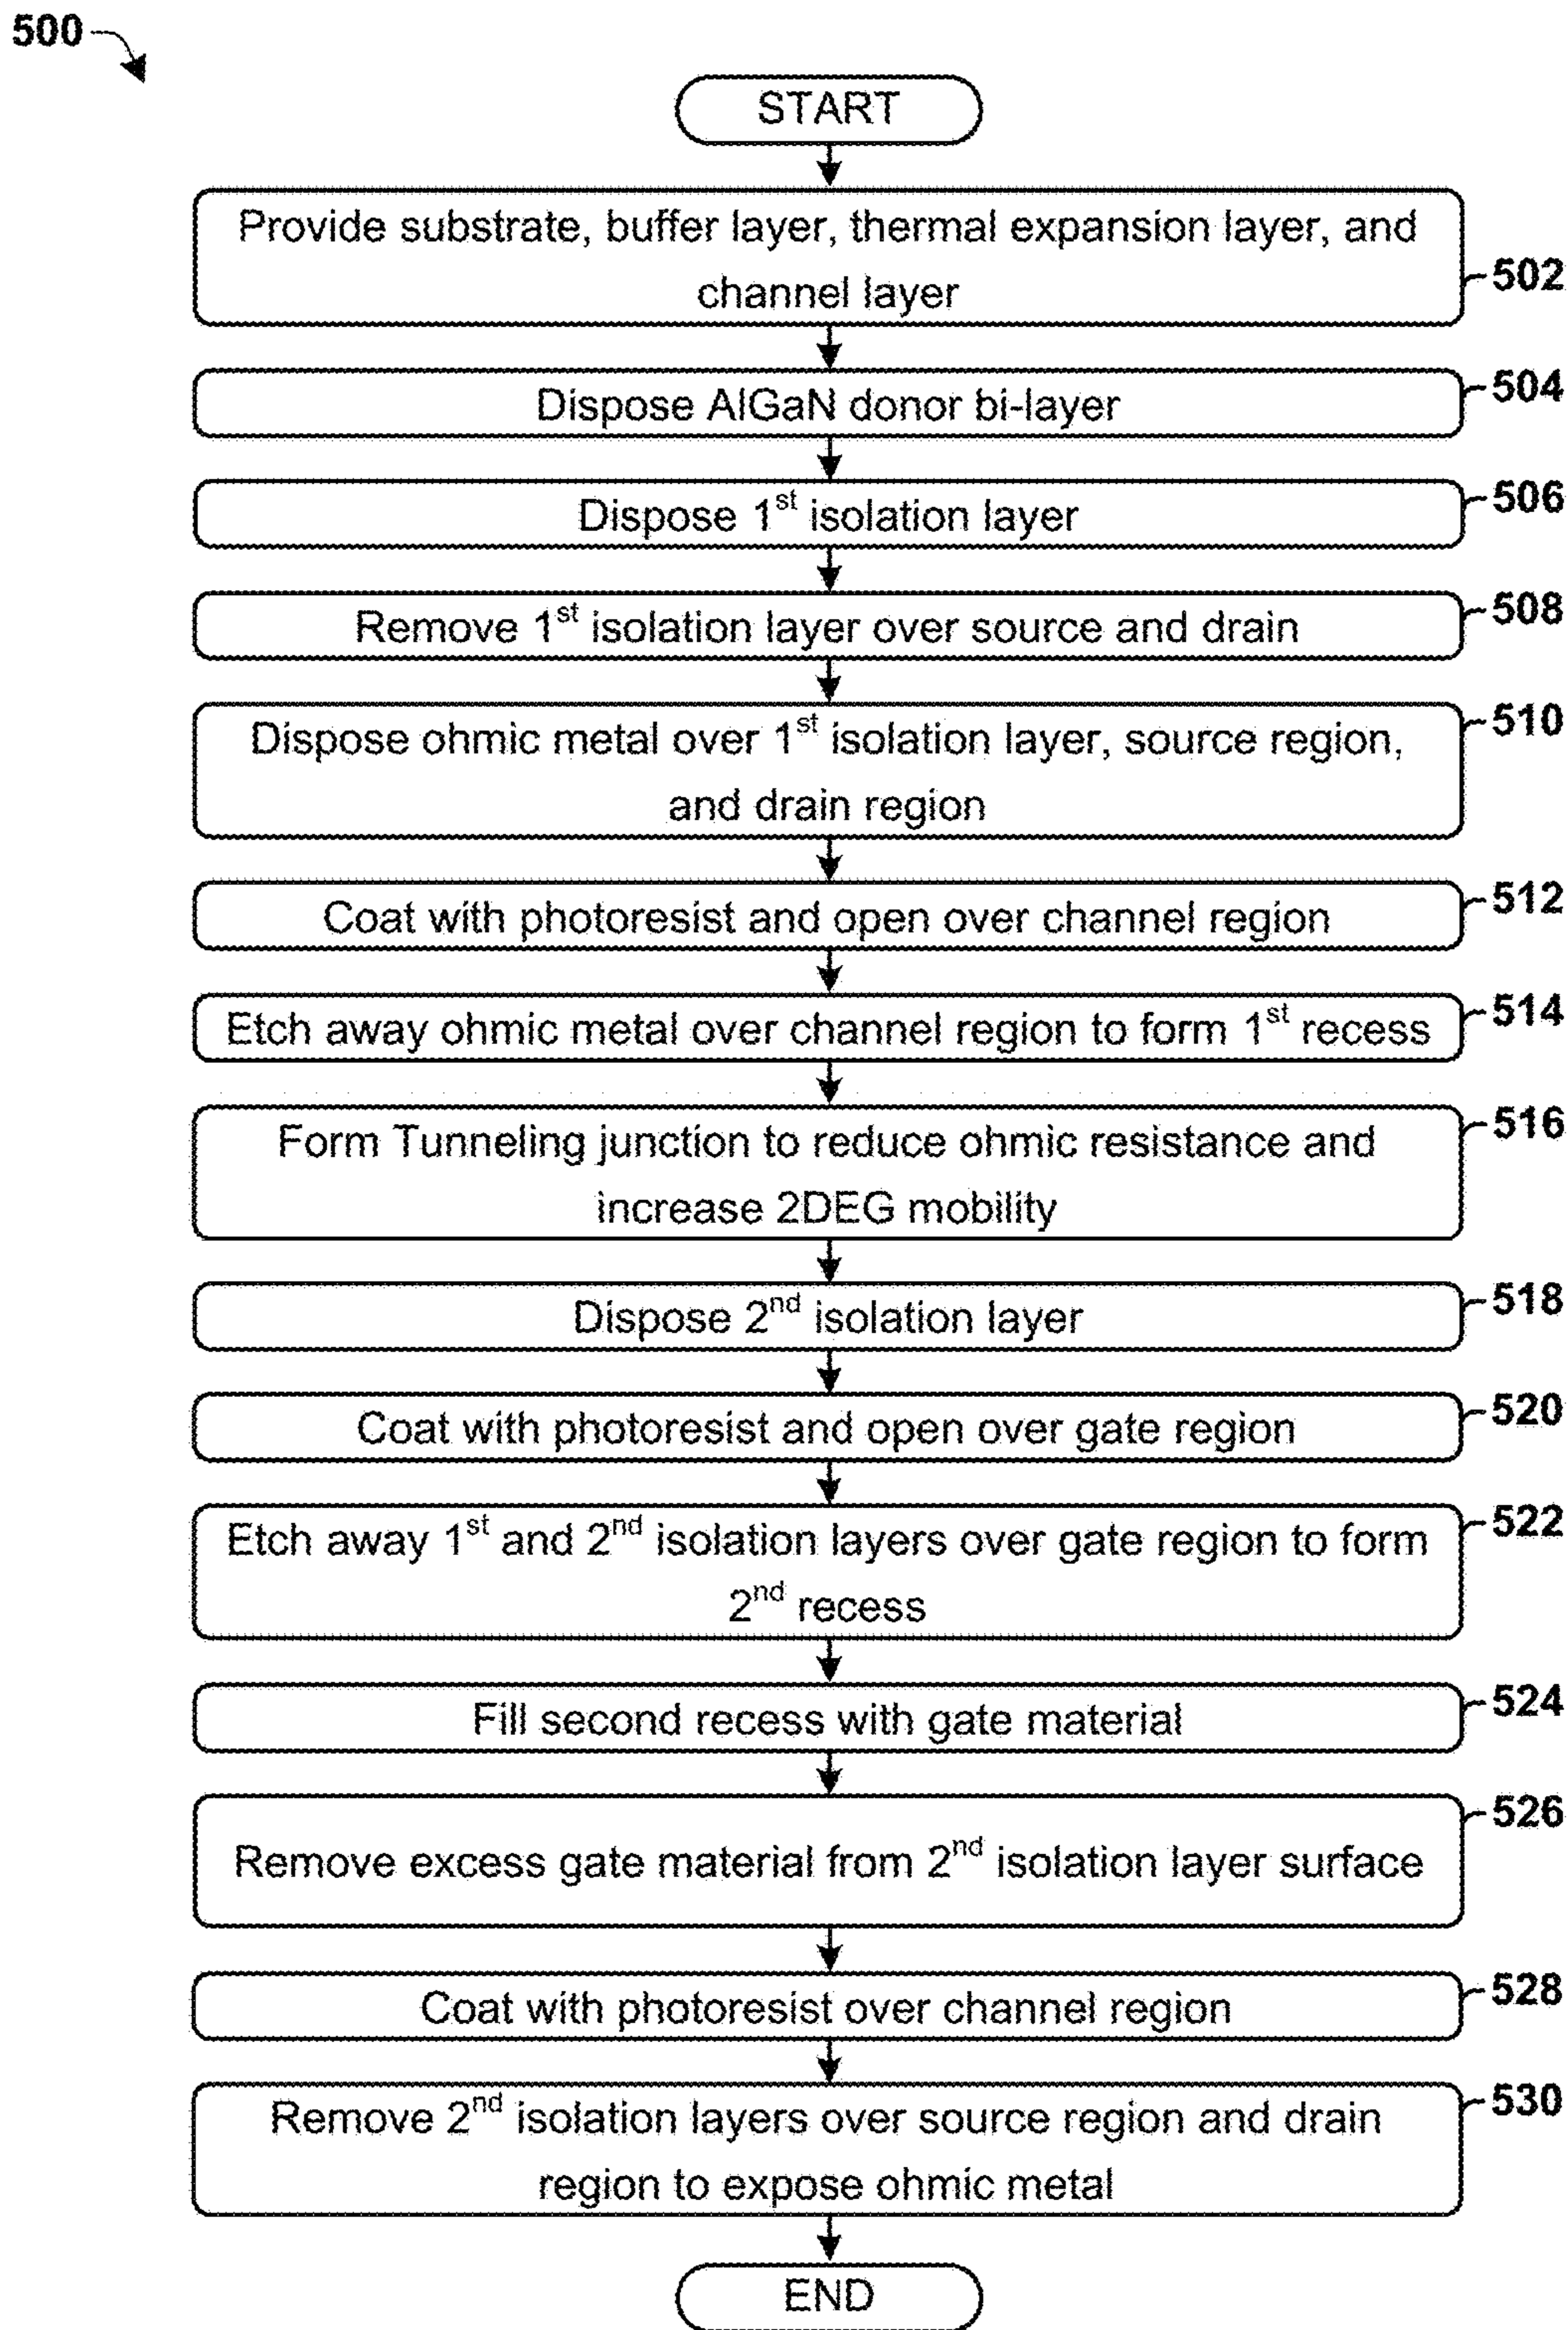 500
START
Provide substrate, buffer layer, thermal expansion layer, and
channel layer
502
Dispose AlGaN donor bi-layer
504
Dispose 1st isolation layer
506
Remove 1st isolation layer over source and drain
508
Dispose ohmic metal over 1st isolation layer, source region,
and drain region
510
Coat with photoresist and open over channel region
512
Etch away ohmic metal over channel region to form 1st recess
514
Form Tunneling junction to reduce ohmic resistance and
increase 2DEG mobility
516
Dispose 2nd isolation layer
518
Coat with photoresist and open over gate region
520
Etch away 1st and 2nd isolation layers over gate region to form
2nd recess
522
Fill second recess with gate material
524
Remove excess gate material from 2nd isolation layer surface
526
Coat with photoresist over channel region
528
Remove 2nd isolation layers over source region and drain
region to expose ohmic metal
530
END